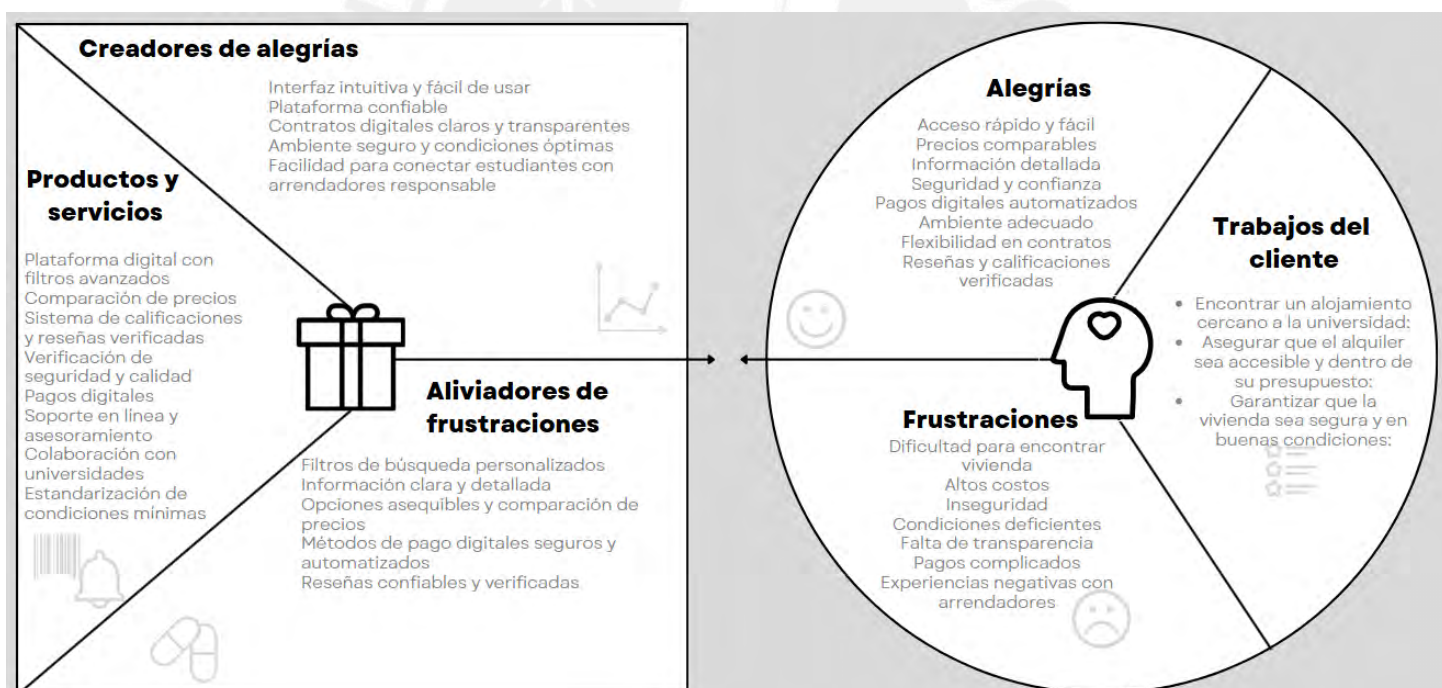 Creadores de alegrías
Interfaz intuitiva y fácil de usar
Plataforma confiable
Contratos digitales claros y transparentes
Ambiente seguro y condiciones óptimas
Facilidad para conectar estudiantes con
arrendadores responsable
Productos y
servicios
Plataforma digital con
filtros avanzados
Comparación de precios
Sistema de calificaciones
y reseñas verificadas
Verificación de
seguridad y calidad
Pagos digitales
Soporte en línea y
asesoramiento
Colaboración con
universidades
Estandarización de
condiciones mínimas
Aliviadores de
frustraciones
Filtros de búsqueda personalizados
Información clara y detallada
Opciones asequibles y comparación de
precios
Métodos de pago digitales seguros y
automatizados
Reseñas confiables y verificadas
Alegrías
Acceso rápido y fácil
Precios comparables
Información detallada
Seguridad y confianza
Pagos digitales automatizados
Ambiente adecuado
Flexibilidad en contratos
Reseñas y calificaciones
verificadas
Frustraciones
Dificultad para encontrar
vivienda
Altos costos
Inseguridad
Condiciones deficientes
Falta de transparencia
Pagos complicados
Experiencias negativas con
arrendadores
Trabajos del
cliente
• Encontrar un alojamiento
cercano a la universidad:
• Asegurar que el alquiler
sea accesible y dentro de
su presupuesto:
• Garantizar que la
vivienda sea segura y en
buenas condiciones: